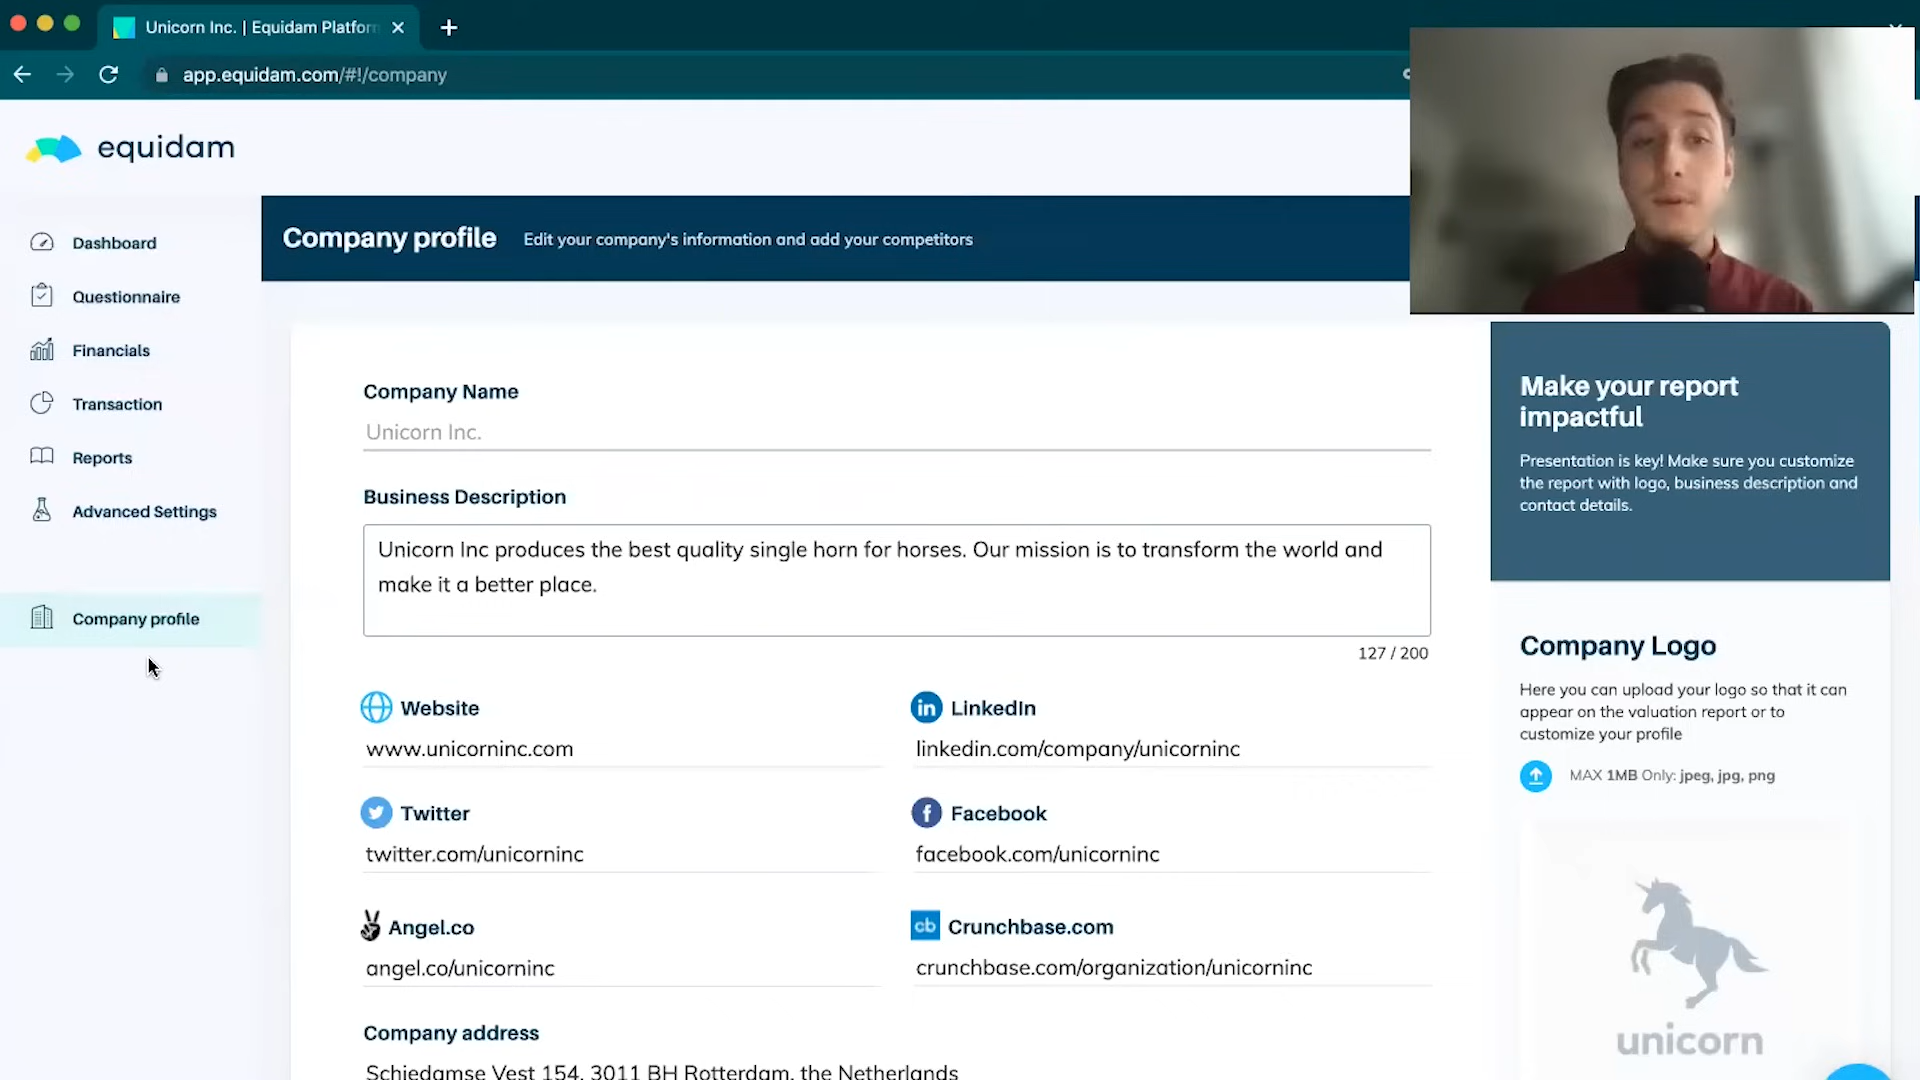 Unicorn Inc. | Equidam Platform
app.equidam.com/#!/company
equidam
Dashboard
Questionnaire
Financials
Transaction
Reports
Advanced Settings
Company profile
Company profile
Edit your company's information and add your competitors
Company Name
Unicorn Inc.
Business Description
Unicorn Inc produces the best quality single horn for horses. Our mission is to transform the world and
make it a better place.
127 / 200
Website
www.unicorninc.com
in LinkedIn
linkedin.com/company/unicorninc
Twitter
twitter.com/unicorninc
f Facebook
facebook.com/unicorninc
Angel.co
angel.co/unicorninc
cb Crunchbase.com
crunchbase.com/organization/unicorninc
Company address
Schiedamse Vest 154, 3011 BH Rotterdam, the Netherlands
Make your report
impactful
Presentation is key! Make sure you customize
the report with logo, business description and
contact details.
Company Logo
Here you can upload your logo so that it can
appear on the valuation report or to
customize your profile
MAX 1MB Only: jpeg, jpg, png
unicorn